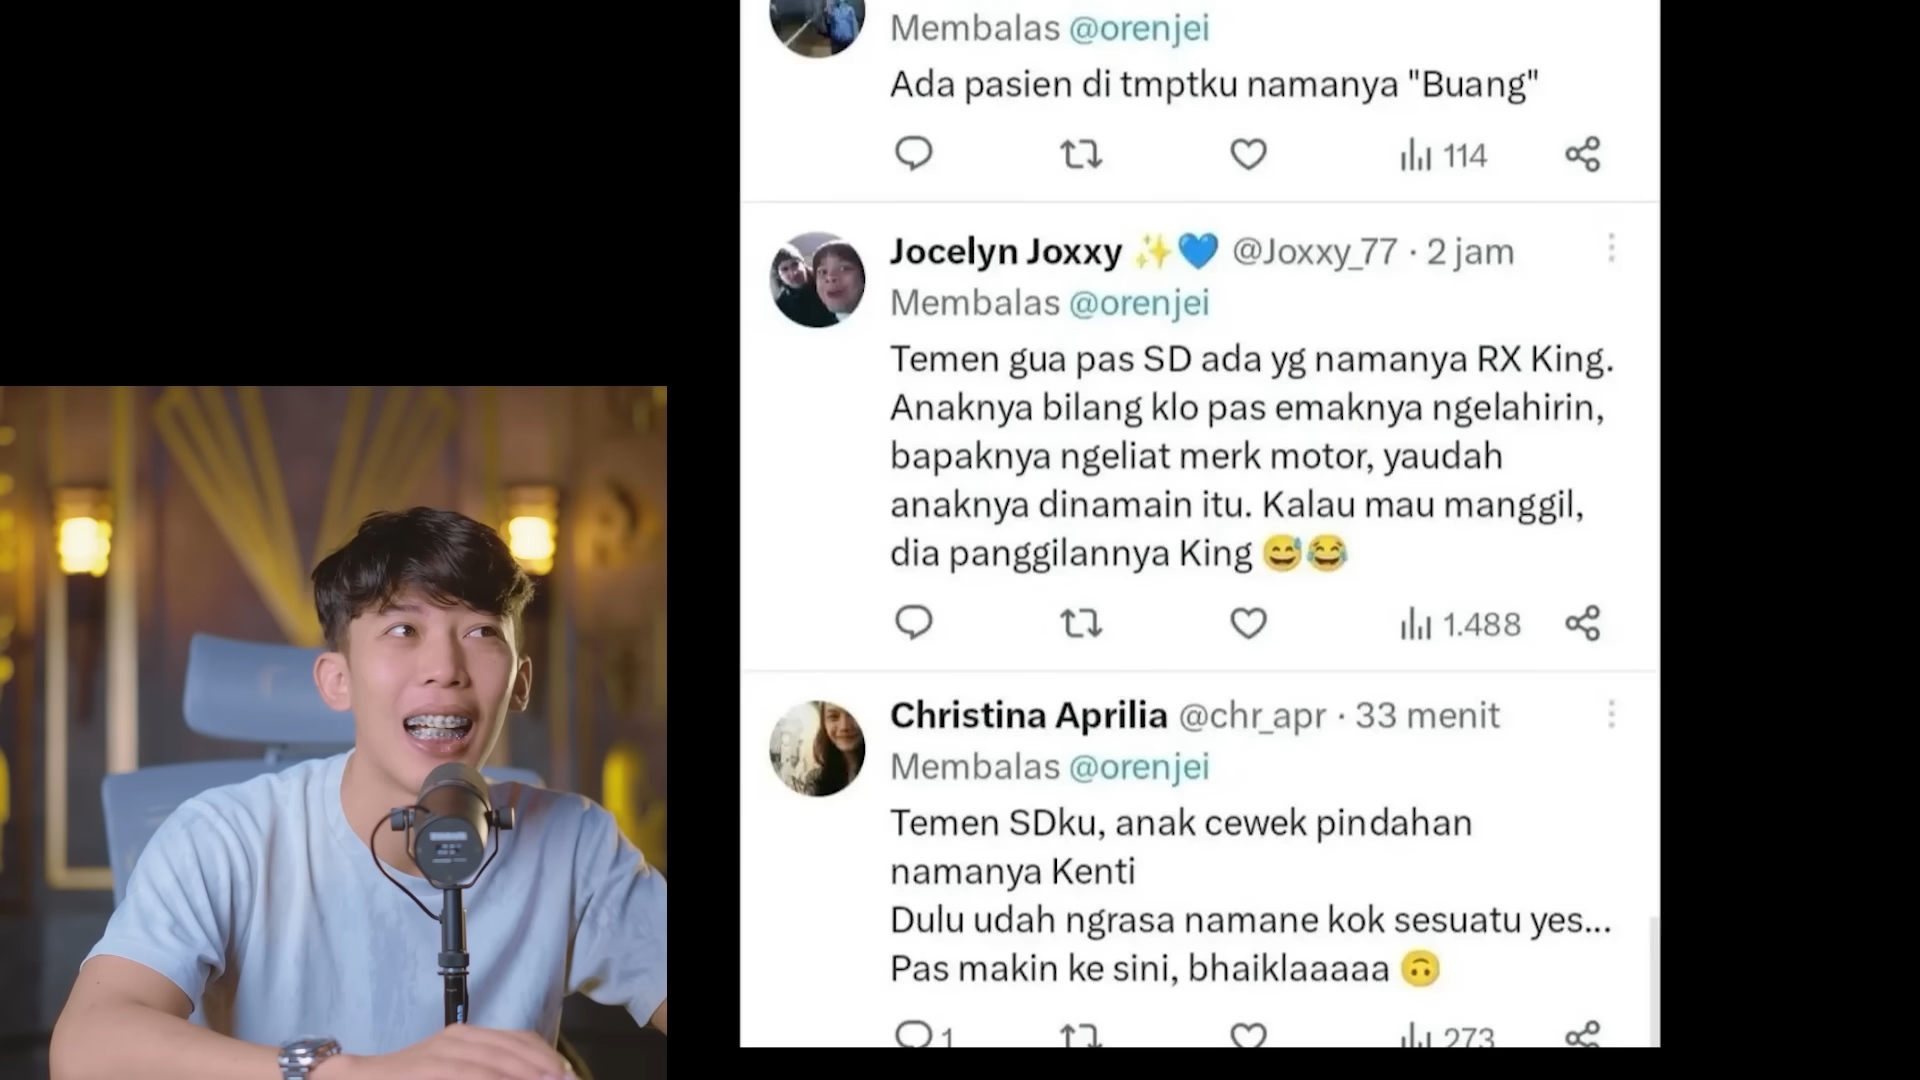 Membalas @orenjei
Ada pasien di tmptku namanya "Buang"
114
Jocelyn Joxxy ✨💙 @Joxxy_77 · 2 jam
Membalas @orenjei
Temen gua pas SD ada yg namanya RX King.
Anaknya bilang klo pas emaknya ngelahirin,
bapaknya ngeliat merk motor, yaudah
anaknya dinamain itu. Kalau mau manggil,
dia panggilannya King 😅😂
1.488
Christina Aprilia @chr_apr · 33 menit
Membalas @orenjei
Temen SDku, anak cewek pindahan
namanya Kenti
Dulu udah ngrasa namane kok sesuatu yes...
Pas makin ke sini, bhaiklaaaaa 🙃
1 273